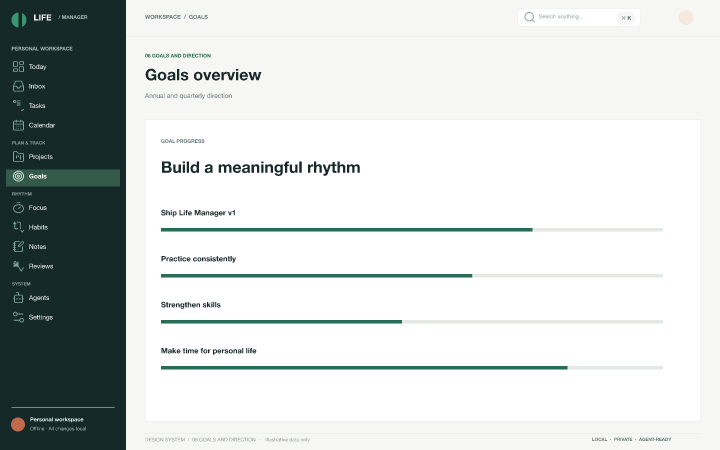 LIFE / MANAGER
PERSONAL WORKSPACE
Today
Inbox
Tasks
Calendar
PLAN & TRACK
Projects
Goals
RHYTHM
Focus
Habits
Notes
Reviews
SYSTEM
Agents
Settings
Personal workspace
Offline · All changes local
WORKSPACE / GOALS
Search anything...
⌘ K
06 GOALS AND DIRECTION
Goals overview
Annual and quarterly direction
GOAL PROGRESS
Build a meaningful rhythm
Ship Life Manager v1
Practice consistently
Strengthen skills
Make time for personal life
DESIGN SYSTEM / 06 GOALS AND DIRECTION · Illustrative data only
LOCAL · PRIVATE · AGENT-READY